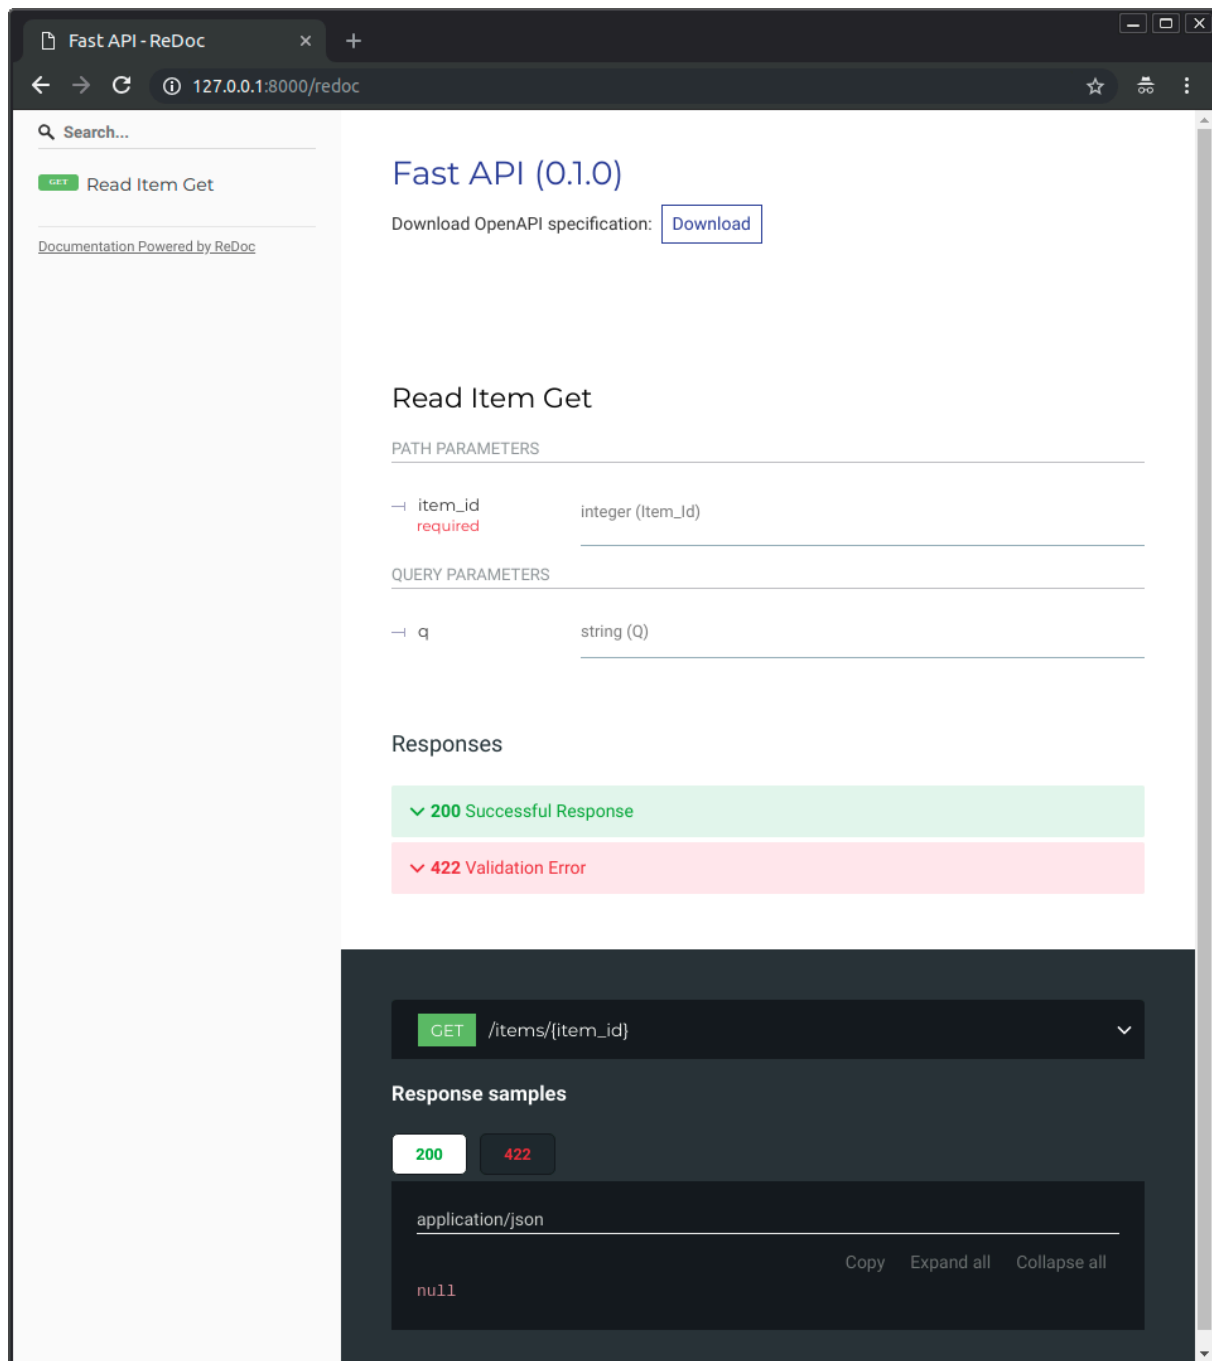 Fast API - ReDoc
127.0.0.1:8000/redoc
Search...
GET Read Item Get
Documentation Powered by ReDoc
Fast API (0.1.0)
Download OpenAPI specification: Download
Read Item Get
PATH PARAMETERS
item_id
required
integer (Item_Id)
QUERY PARAMETERS
q
string (Q)
Responses
200 Successful Response
422 Validation Error
GET /items/{item_id}
Response samples
200 422
application/json
Copy Expand all Collapse all
null